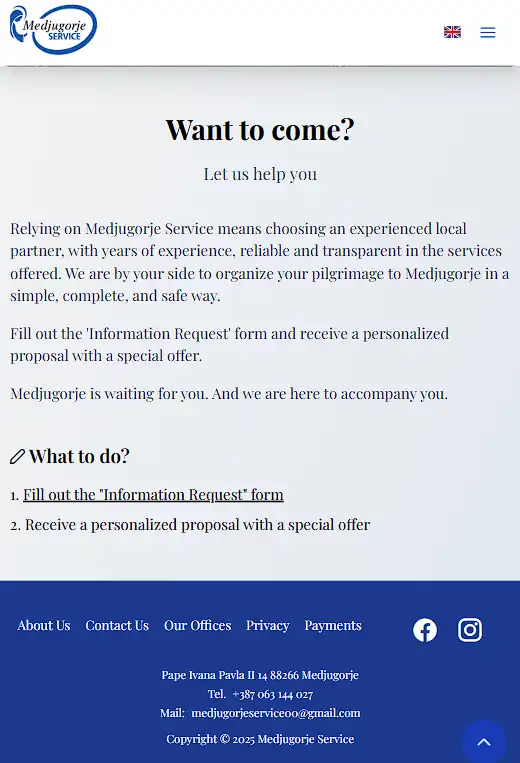 Medjugorje
SERVICE
Want to come?
Let us help you
Relying on Medjugorje Service means choosing an experienced local
partner, with years of experience, reliable and transparent in the services
offered. We are by your side to organize your pilgrimage to Medjugorje in a
simple, complete, and safe way.
Fill out the 'Information Request' form and receive a personalized
proposal with a special offer.
Medjugorje is waiting for you. And we are here to accompany you.
What to do?
1. Fill out the "Information Request" form
2. Receive a personalized proposal with a special offer
About Us Contact Us Our Offices Privacy Payments
Pape Ivana Pavla II 14 88266 Medjugorje
Tel. +387 063 144 027
Mail: medjugorjeservice00@gmail.com
Copyright © 2025 Medjugorje Service